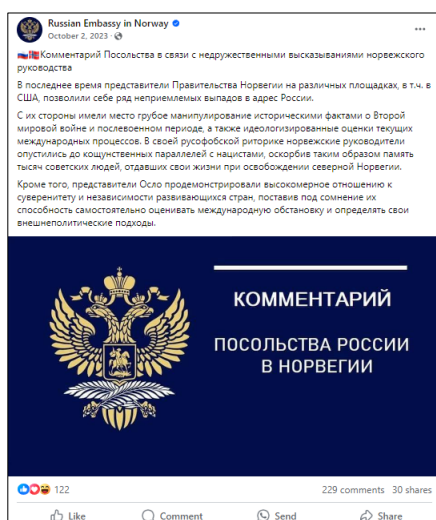 Russian Embassy in Norway
October 2, 2023 ·
🇷🇺🇳🇴Комментарий Посольства в связи с недружественными высказываниями норвежского
руководства
В последнее время представители Правительства Норвегии на различных площадках, в т.ч. в
США, позволили себе ряд неприемлемых выпадов в адрес России.
С их стороны имели место грубое манипулирование историческими фактами о Второй
мировой войне и послевоенном периоде, а также идеологизированные оценки текущих
международных процессов. В своей русофобской риторике норвежские руководители
опустились до кощунственных параллелей с нацистами, оскорбив таким образом память
тысяч советских людей, отдавших свои жизни при освобождении северной Норвегии.
Кроме того, представители Осло продемонстрировали высокомерное отношению к
суверенитету и независимости развивающихся стран, поставив под сомнение их
способность самостоятельно оценивать международную обстановку и определять свои
внешнеполитические подходы.
КОММЕНТАРИЙ
ПОСОЛЬСТВА РОССИИ
В НОРВЕГИИ
122
229 comments 30 shares
Like Comment Send Share